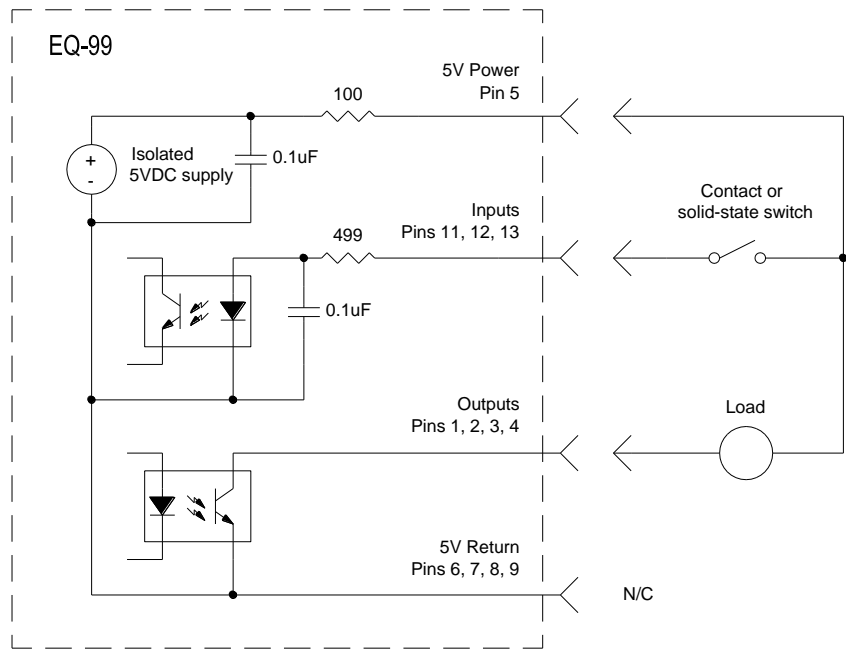 EQ-99
5V Power
Pin 5
100
+
-
Isolated
5VDC supply
0.1uF
Contact or
solid-state switch
Inputs
Pins 11, 12, 13
499
0.1uF
Outputs
Pins 1, 2, 3, 4
Load
5V Return
Pins 6, 7, 8, 9
N/C